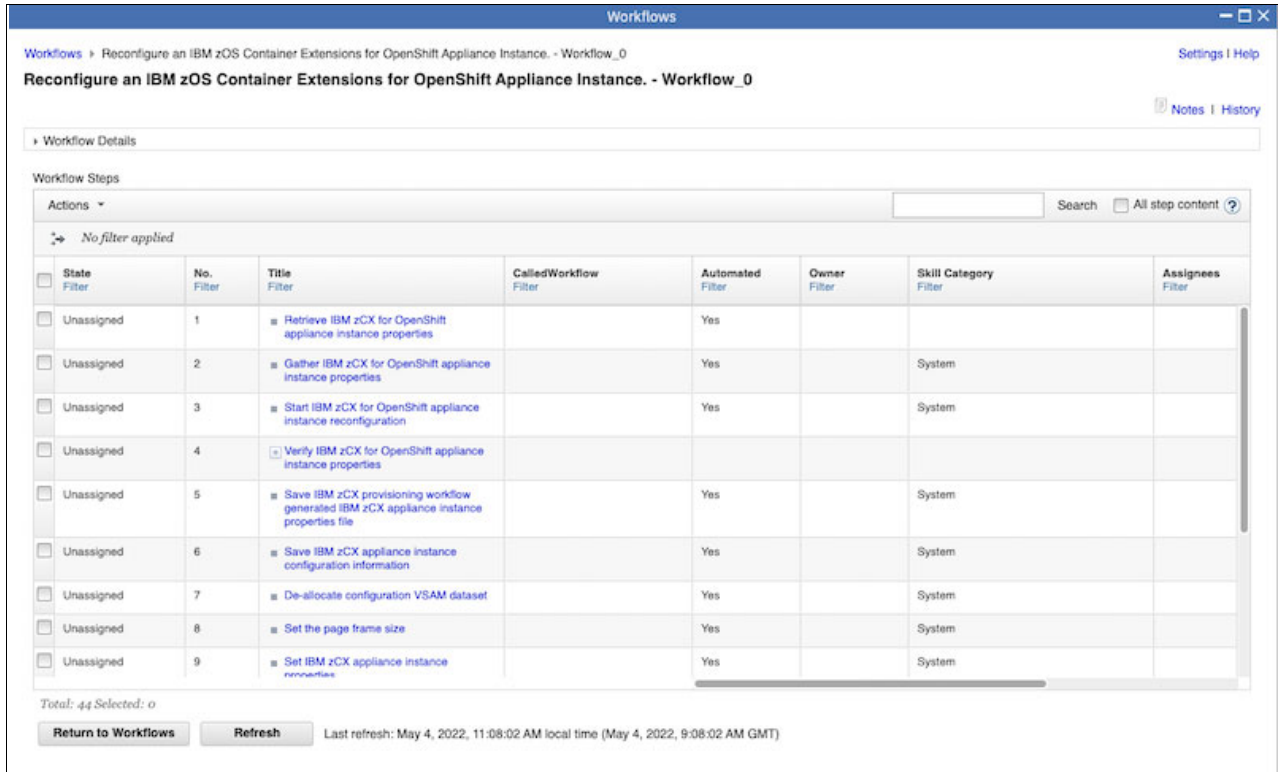 Workflows
Workflows ▸ Reconfigure an IBM zOS Container Extensions for OpenShift Appliance Instance. - Workflow_0
Settings | Help
Reconfigure an IBM zOS Container Extensions for OpenShift Appliance Instance. - Workflow_0
Notes | History
Workflow Details
Workflow Steps
Actions
Search
All step content
?
No filter applied
State No. Title CalledWorkflow Automated Owner Skill Category Assignees
Filter Filter Filter Filter Filter Filter Filter Filter
Unassigned 1 Retrieve IBM zCX for OpenShift Yes
appliance instance properties
Unassigned 2 Gather IBM zCX for OpenShift appliance Yes System
instance properties
Unassigned 3 Start IBM zCX for OpenShift appliance Yes System
instance reconfiguration
Unassigned 4 Verify IBM zCX for OpenShift appliance
instance properties
Unassigned 5 Save IBM zCX provisioning workflow Yes System
generated IBM zCX appliance instance
properties file
Unassigned 6 Save IBM zCX appliance instance Yes System
configuration information
Unassigned 7 De-allocate configuration VSAM dataset Yes System
Unassigned 8 Set the page frame size Yes System
Unassigned 9 Set IBM zCX appliance instance Yes System
properties
Total: 44 Selected: 0
Return to Workflows
Refresh
Last refresh: May 4, 2022, 11:08:02 AM local time (May 4, 2022, 9:08:02 AM GMT)